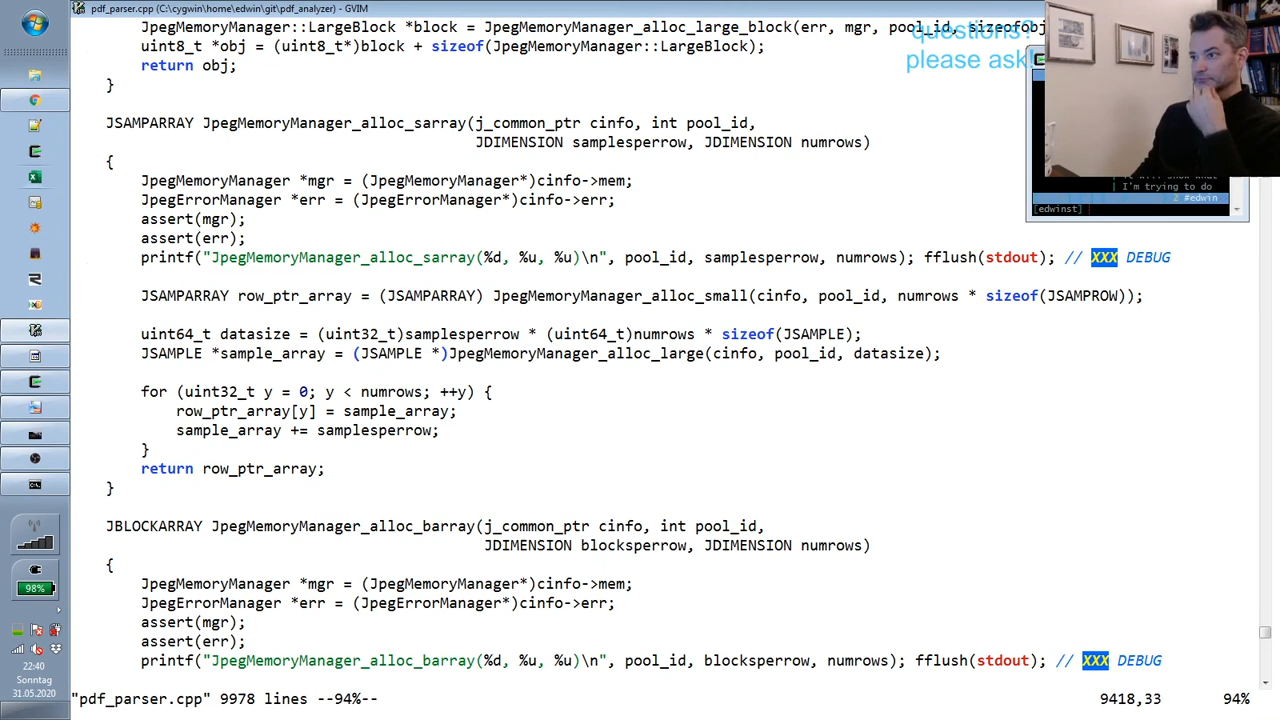 pdf_parser.cpp (C:\cygwin\home\edwin\git\pdf_analyzer) - GVIM
JpegMemoryManager::LargeBlock *block = JpegMemoryManager_alloc_large_block(err, mgr, pool_id, sizeofObj
uint8_t *obj = (uint8_t*)block + sizeof(JpegMemoryManager::LargeBlock);
return obj;
}
questions?
please ask!
JSAMPARRAY JpegMemoryManager_alloc_sarray(j_common_ptr cinfo, int pool_id,
JDIMENSION samplesperrow, JDIMENSION numrows)
{
JpegMemoryManager *mgr = (JpegMemoryManager*)cinfo->mem;
JpegErrorManager *err = (JpegErrorManager*)cinfo->err;
assert(mgr);
assert(err);
printf("JpegMemoryManager_alloc_sarray(%d, %u, %u)\n", pool_id, samplesperrow, numrows); fflush(stdout); // XXX DEBUG
JSAMPARRAY row_ptr_array = (JSAMPARRAY) JpegMemoryManager_alloc_small(cinfo, pool_id, numrows * sizeof(JSAMPROW));
uint64_t datasize = (uint32_t)samplesperrow * (uint64_t)numrows * sizeof(JSAMPLE);
JSAMPLE *sample_array = (JSAMPLE *)JpegMemoryManager_alloc_large(cinfo, pool_id, datasize);
for (uint32_t y = 0; y < numrows; ++y) {
row_ptr_array[y] = sample_array;
sample_array += samplesperrow;
}
return row_ptr_array;
}
JBLOCKARRAY JpegMemoryManager_alloc_barray(j_common_ptr cinfo, int pool_id,
JDIMENSION blocksperrow, JDIMENSION numrows)
{
JpegMemoryManager *mgr = (JpegMemoryManager*)cinfo->mem;
JpegErrorManager *err = (JpegErrorManager*)cinfo->err;
assert(mgr);
assert(err);
printf("JpegMemoryManager_alloc_barray(%d, %u, %u)\n", pool_id, blocksperrow, numrows); fflush(stdout); // XXX DEBUG
"pdf_parser.cpp" 9978 lines --94%-- 9418,33 94%
I'm trying to do
2 #edwin
[edwinst]
98%
22:40
Sonntag
31.05.2020